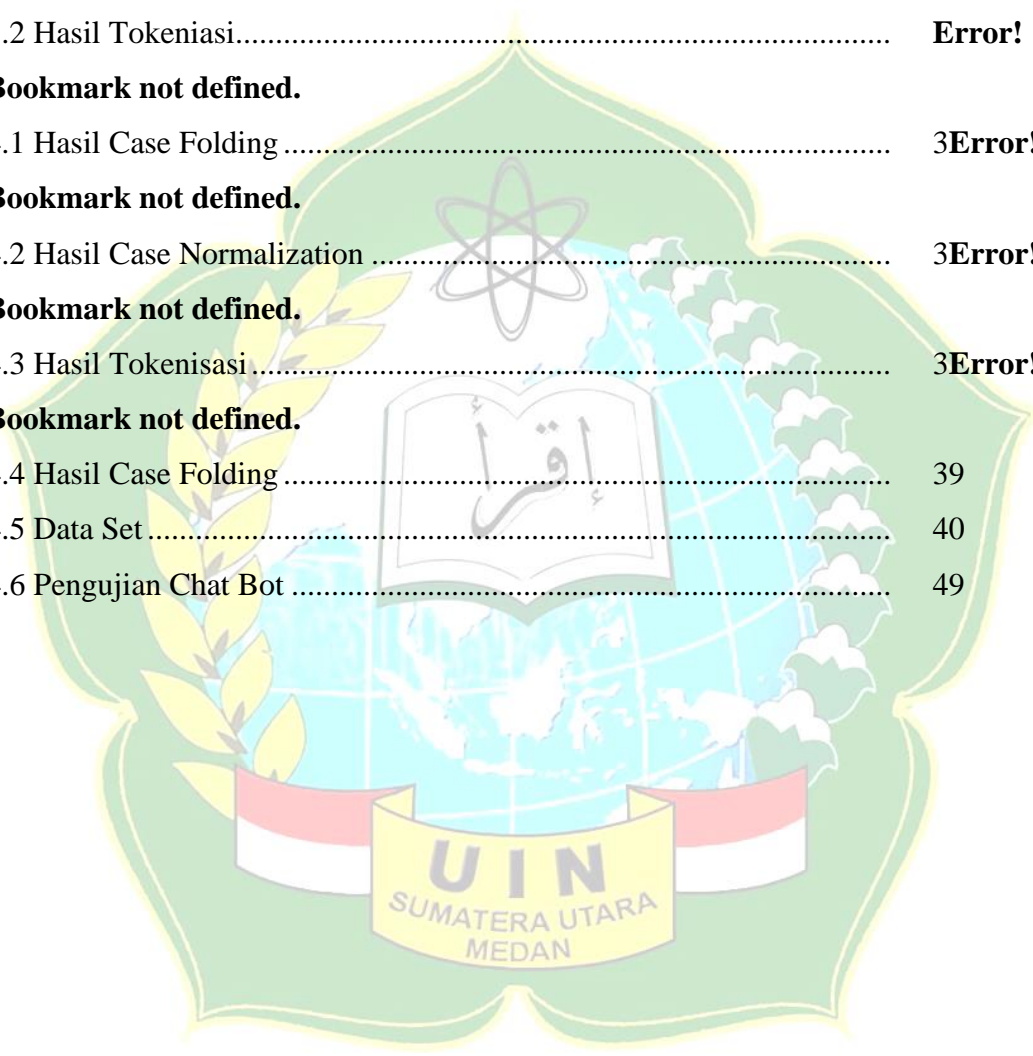 .2 Hasil Tokeniasi.......................................................................... Error!
Bookmark not defined.
.1 Hasil Case Folding .................................................................... 3Error!
Bookmark not defined.
.2 Hasil Case Normalization .......................................................... 3Error!
Bookmark not defined.
.3 Hasil Tokenisasi ........................................................................ 3Error!
Bookmark not defined.
.4 Hasil Case Folding .................................................................... 39
.5 Data Set ..................................................................................... 40
.6 Pengujian Chat Bot ................................................................... 49
إقرأ
UIN
SUMATERA UTARA
MEDAN